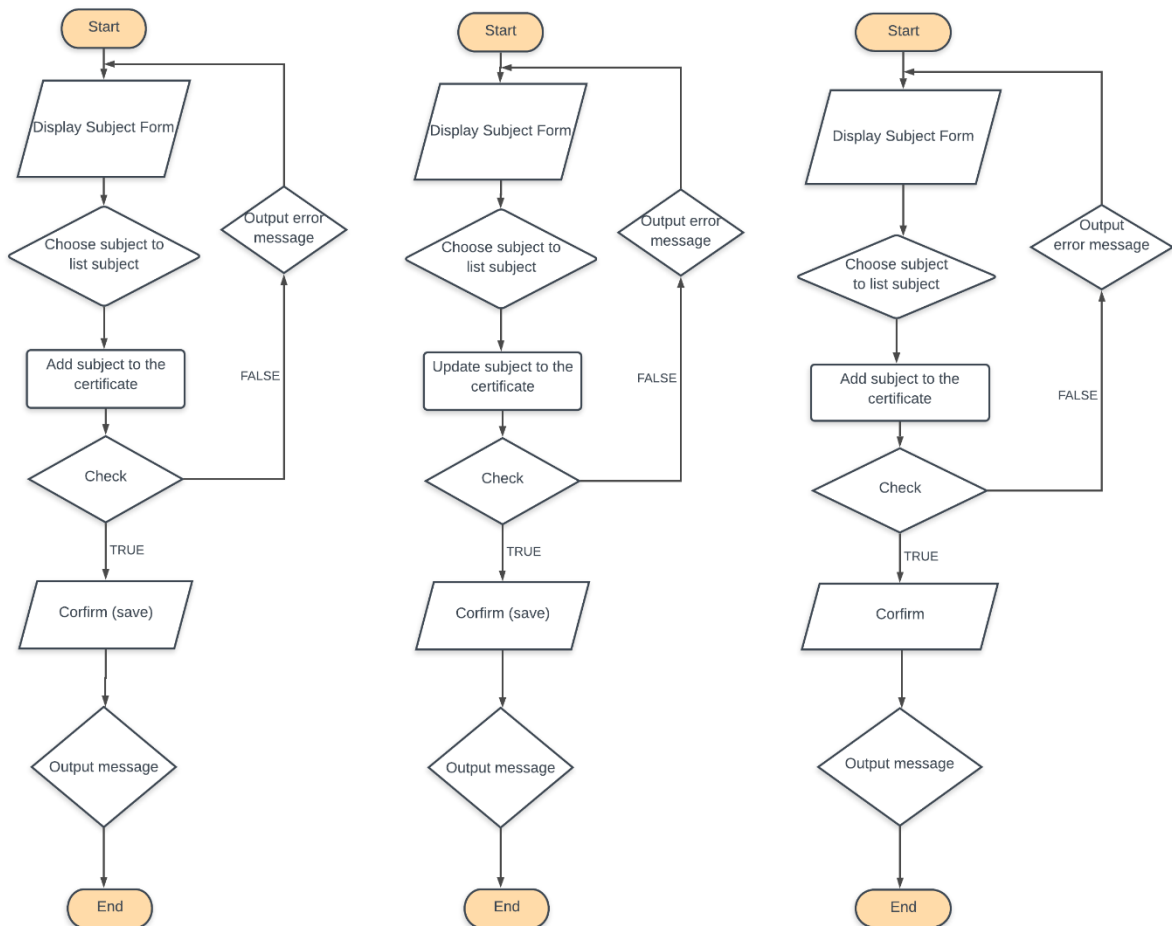 Start
Display Subject Form
Output error
message
Choose subject to
list subject
Add subject to the
certificate
FALSE
Check
TRUE
Corfirm (save)
Output message
End
Start
Display Subject Form
Output error
message
Choose subject to
list subject
Update subject to the
certificate
FALSE
Check
TRUE
Corfirm (save)
Output message
End
Start
Display Subject Form
Output
error message
Choose subject
to list subject
Add subject to the
certificate
FALSE
Check
TRUE
Corfirm
Output message
End